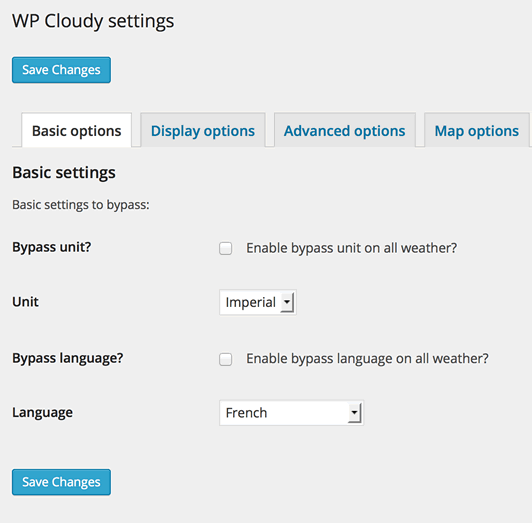 WP Cloudy settings
Save Changes
Basic options Display options Advanced options Map options
Basic settings
Basic settings to bypass:
Bypass unit? Enable bypass unit on all weather?
Unit Imperial
Bypass language? Enable bypass language on all weather?
Language French
Save Changes